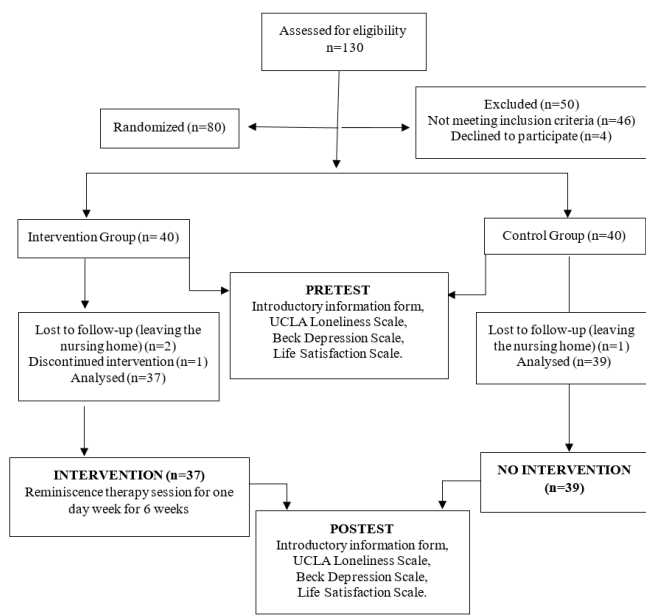 Assessed for eligibility
n=130
Randomized (n=80)
Excluded (n=50)
Not meeting inclusion criteria (n=46)
Declined to participate (n=4)
Intervention Group (n= 40)
Control Group (n=40)
PRETEST
Introductory information form,
UCLA Loneliness Scale,
Beck Depression Scale,
Life Satisfaction Scale.
Lost to follow-up (leaving the
nursing home) (n=2)
Discontinued intervention (n=1)
Analysed (n=37)
Lost to follow-up (leaving
the nursing home) (n=1)
Analysed (n=39)
INTERVENTION (n=37)
Reminiscence therapy session for one
day week for 6 weeks
NO INTERVENTION
(n=39)
POSTEST
Introductory information form,
UCLA Loneliness Scale,
Beck Depression Scale,
Life Satisfaction Scale.